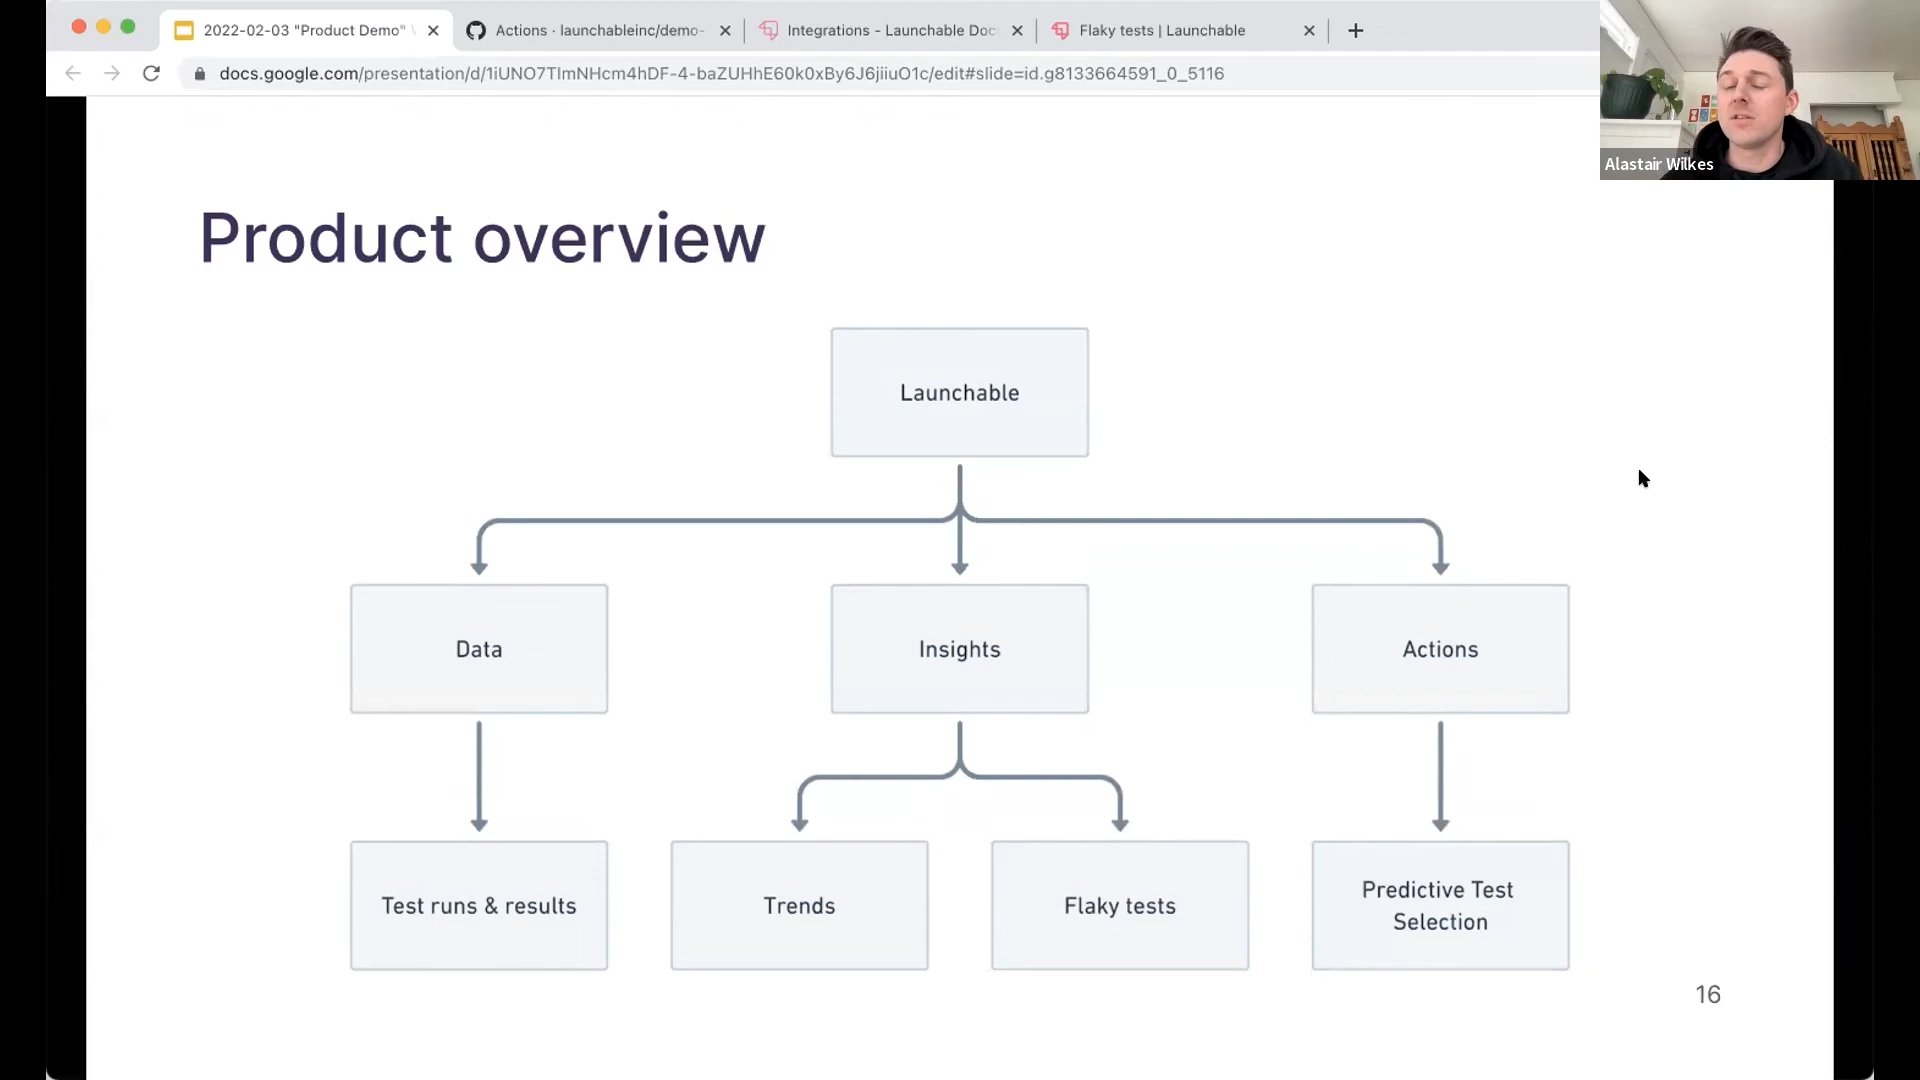 2022-02-03 "Product Demo"
Actions · launchableinc/demo-
Integrations - Launchable Doc
Flaky tests | Launchable
docs.google.com/presentation/d/1iUNO7TImNHcm4hDF-4-baZUHhE60k0xBy6J6jiiuO1c/edit#slide=id.g8133664591_0_5116
Alastair Wilkes
Product overview
Launchable
Data
Insights
Actions
Test runs & results
Trends
Flaky tests
Predictive Test
Selection
16